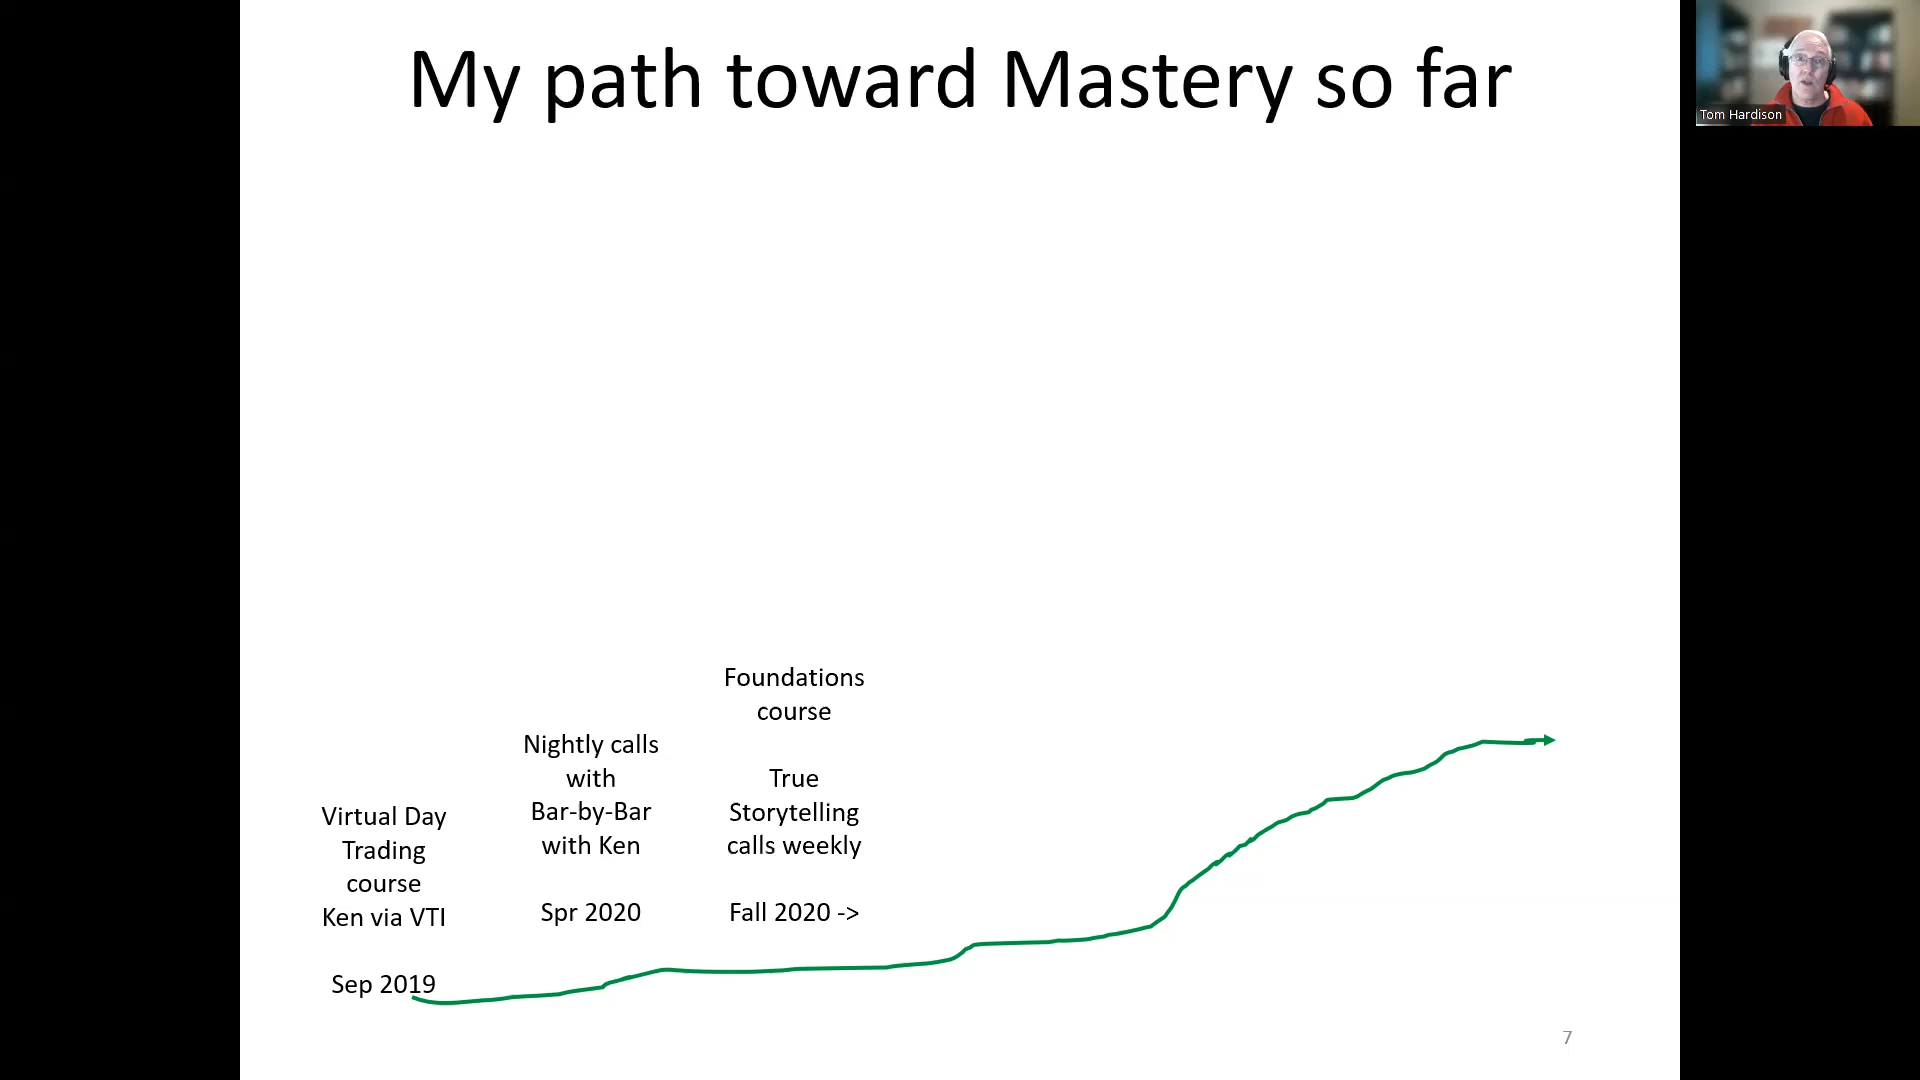 My path toward Mastery so far
Tom Hardison
Virtual Day
Trading
course
Ken via VTI
Sep 2019
Nightly calls
with
Bar-by-Bar
with Ken
Spr 2020
Foundations
course
True
Storytelling
calls weekly
Fall 2020 ->
7